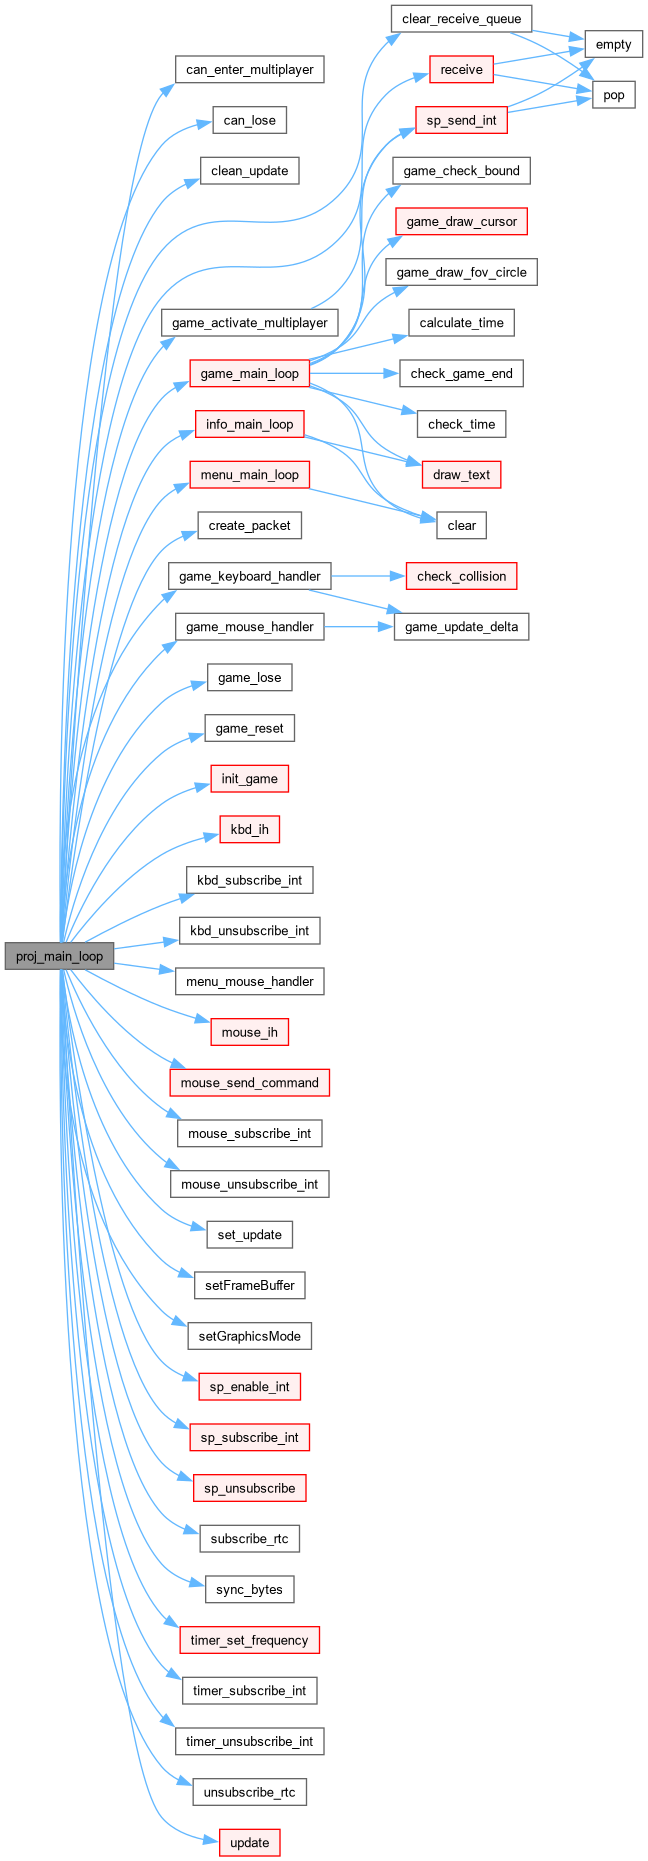 clear_receive_queue
empty
can_enter_multiplayer
receive
pop
can_lose
sp_send_int
clean_update
game_check_bound
game_draw_cursor
game_draw_fov_circle
game_activate_multiplayer
calculate_time
game_main_loop
check_game_end
info_main_loop
check_time
menu_main_loop
draw_text
create_packet
clear
game_keyboard_handler
check_collision
game_mouse_handler
game_update_delta
game_lose
game_reset
init_game
kbd_ih
kbd_subscribe_int
kbd_unsubscribe_int
proj_main_loop
menu_mouse_handler
mouse_ih
mouse_send_command
mouse_subscribe_int
mouse_unsubscribe_int
set_update
setFrameBuffer
setGraphicsMode
sp_enable_int
sp_subscribe_int
sp_unsubscribe
subscribe_rtc
sync_bytes
timer_set_frequency
timer_subscribe_int
timer_unsubscribe_int
unsubscribe_rtc
update